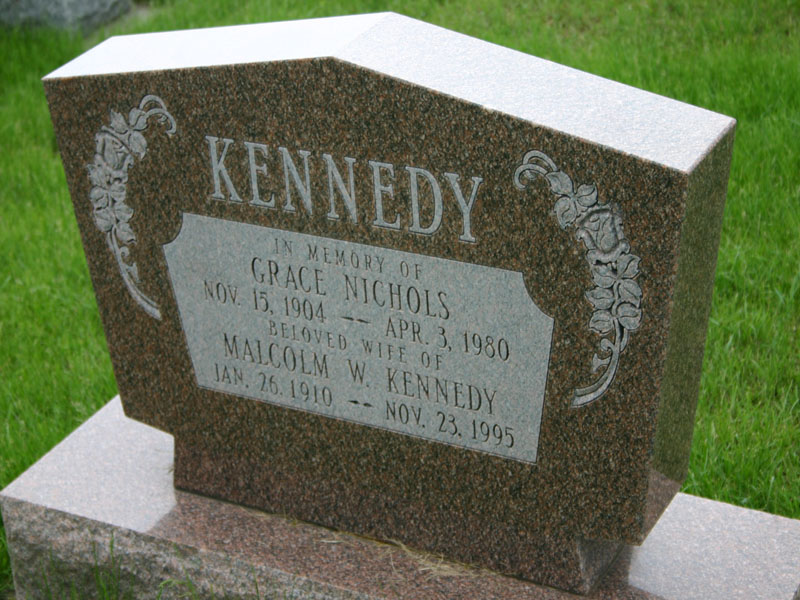 KENNEDY
IN MEMORY OF
GRACE NICHOLS
NOV. 15, 1904 -- APR. 3, 1980
BELOVED WIFE OF
MALCOLM W. KENNEDY
JAN. 26, 1910 -- NOV. 23, 1995